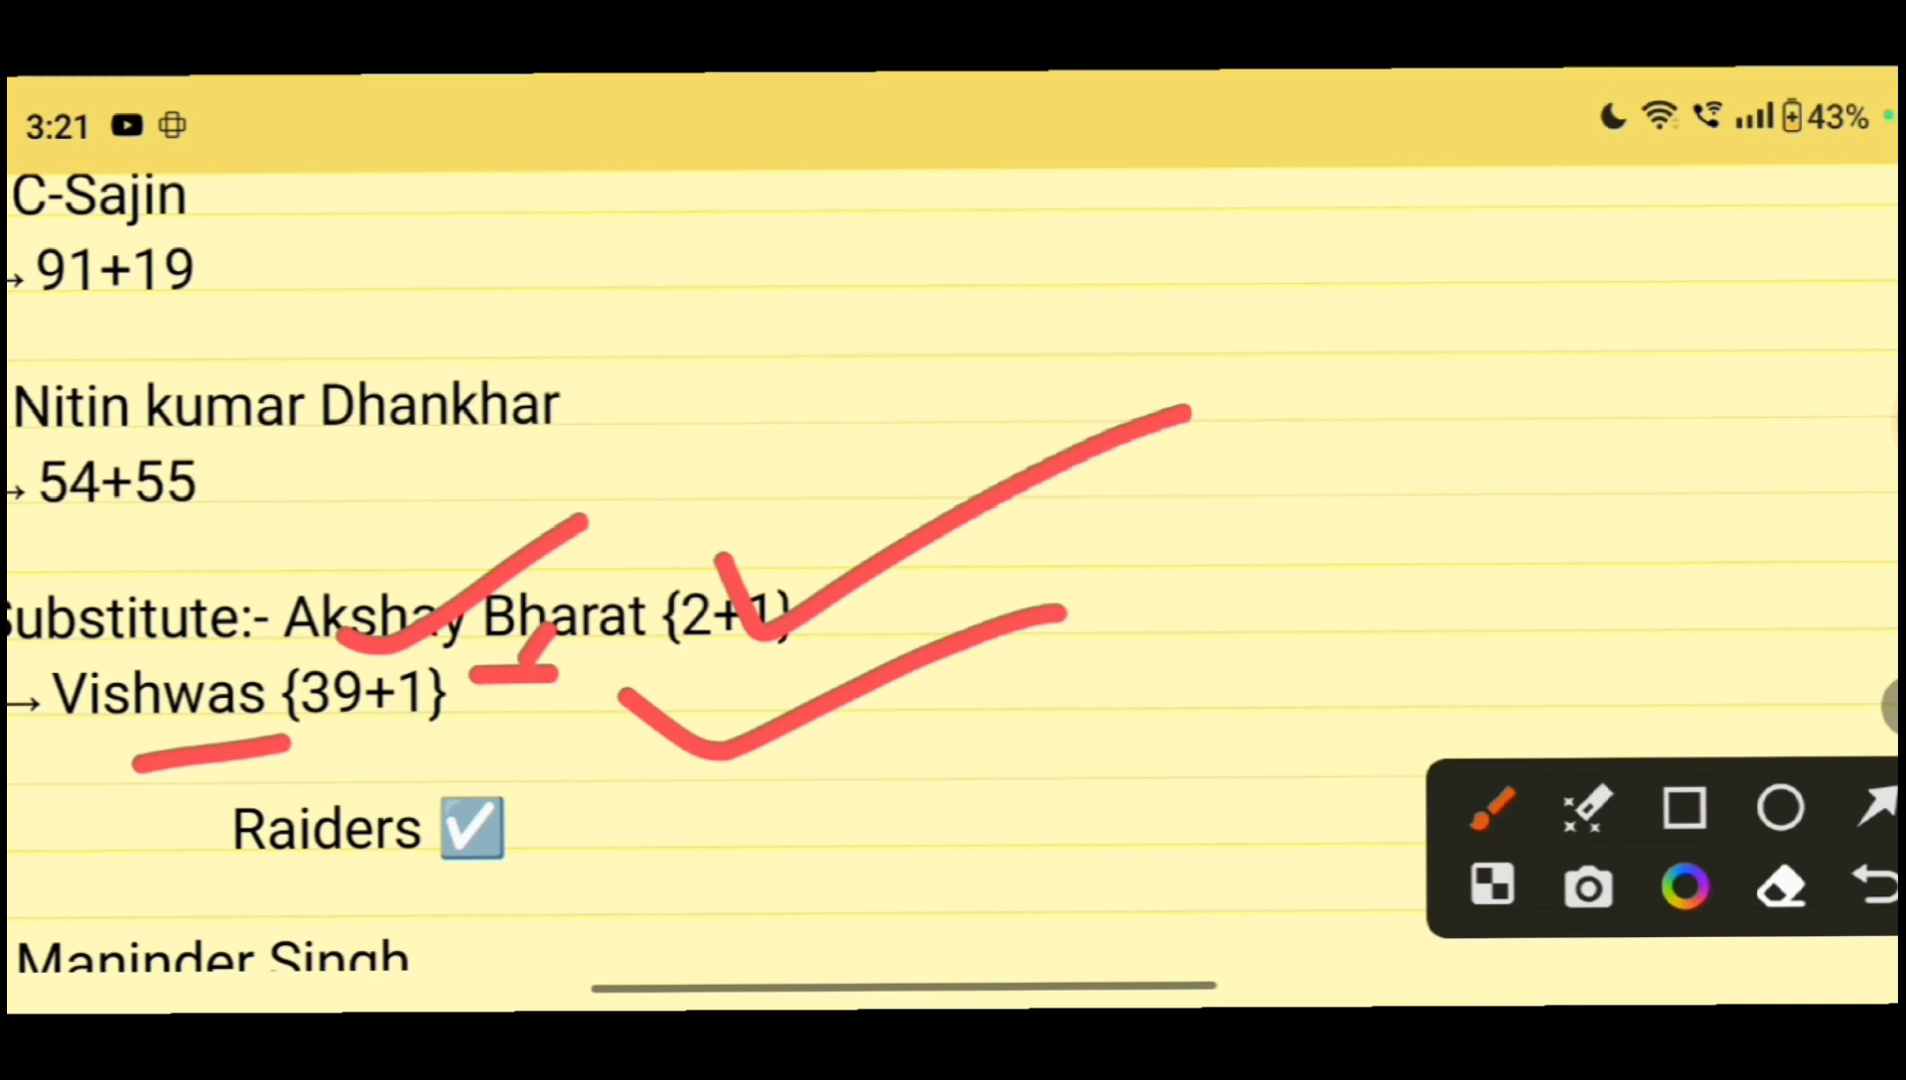 3:21
43%
C-Sajin
→91+19
Nitin kumar Dhankhar
→54+55
Substitute:- Akshay Bharat {2+1}
→Vishwas {39+1}
Raiders ☑️
Maninder Singh